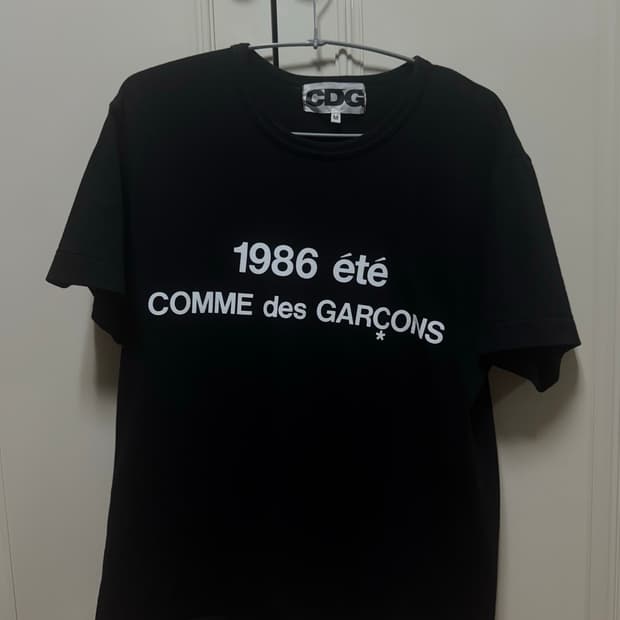 CDG
M
1986 été
COMME des GARÇONS
*